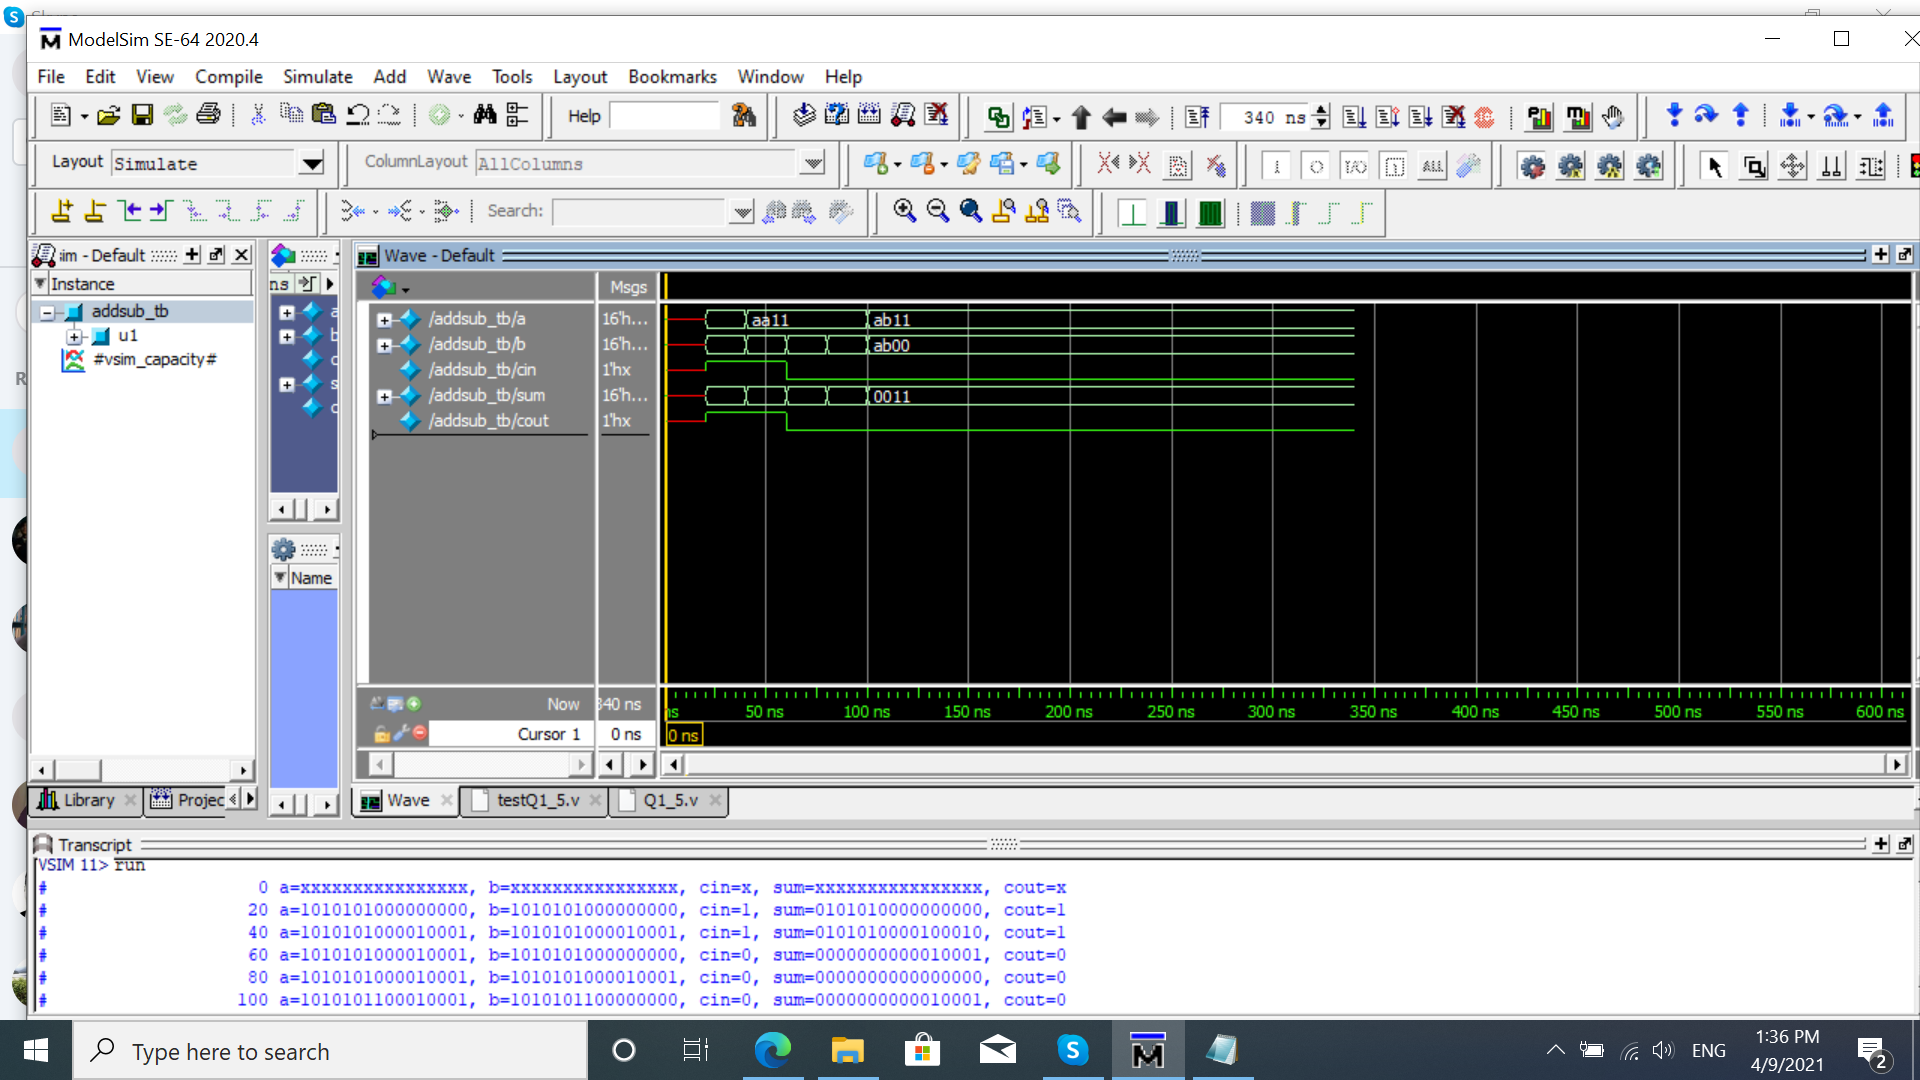 ModelSim SE-64 2020.4
File Edit View Compile Simulate Add Wave Tools Layout Bookmarks Window Help
Help 340 ns
Layout Simulate ColumnLayout AllColumns
ALL
Search:
im - Default
Instance
addsub_tb
u1
#vsim_capacity#
ns
Name
Wave - Default
Msgs
/addsub_tb/a 16'h... aa11 ab11
/addsub_tb/b 16'h... ab00
/addsub_tb/cin 1'hx
/addsub_tb/sum 16'h... 0011
/addsub_tb/cout 1'hx
Now 340 ns ns 50 ns 100 ns 150 ns 200 ns 250 ns 300 ns 350 ns 400 ns 450 ns 500 ns 550 ns 600 ns
Cursor 1 0 ns 0 ns
Library Projec Wave testQ1_5.v Q1_5.v
Transcript
VSIM 11> run
# 0 a=xxxxxxxxxxxxxxxx, b=xxxxxxxxxxxxxxxx, cin=x, sum=xxxxxxxxxxxxxxxx, cout=x
# 20 a=1010101000000000, b=1010101000000000, cin=1, sum=0101010000000000, cout=1
# 40 a=1010101000010001, b=1010101000010001, cin=1, sum=0101010000100010, cout=1
# 60 a=1010101000010001, b=1010101000000000, cin=0, sum=0000000000010001, cout=0
# 80 a=1010101000010001, b=1010101000010001, cin=0, sum=0000000000000000, cout=0
# 100 a=1010101100010001, b=1010101100000000, cin=0, sum=0000000000010001, cout=0
Type here to search
ENG
1:36 PM
4/9/2021
2